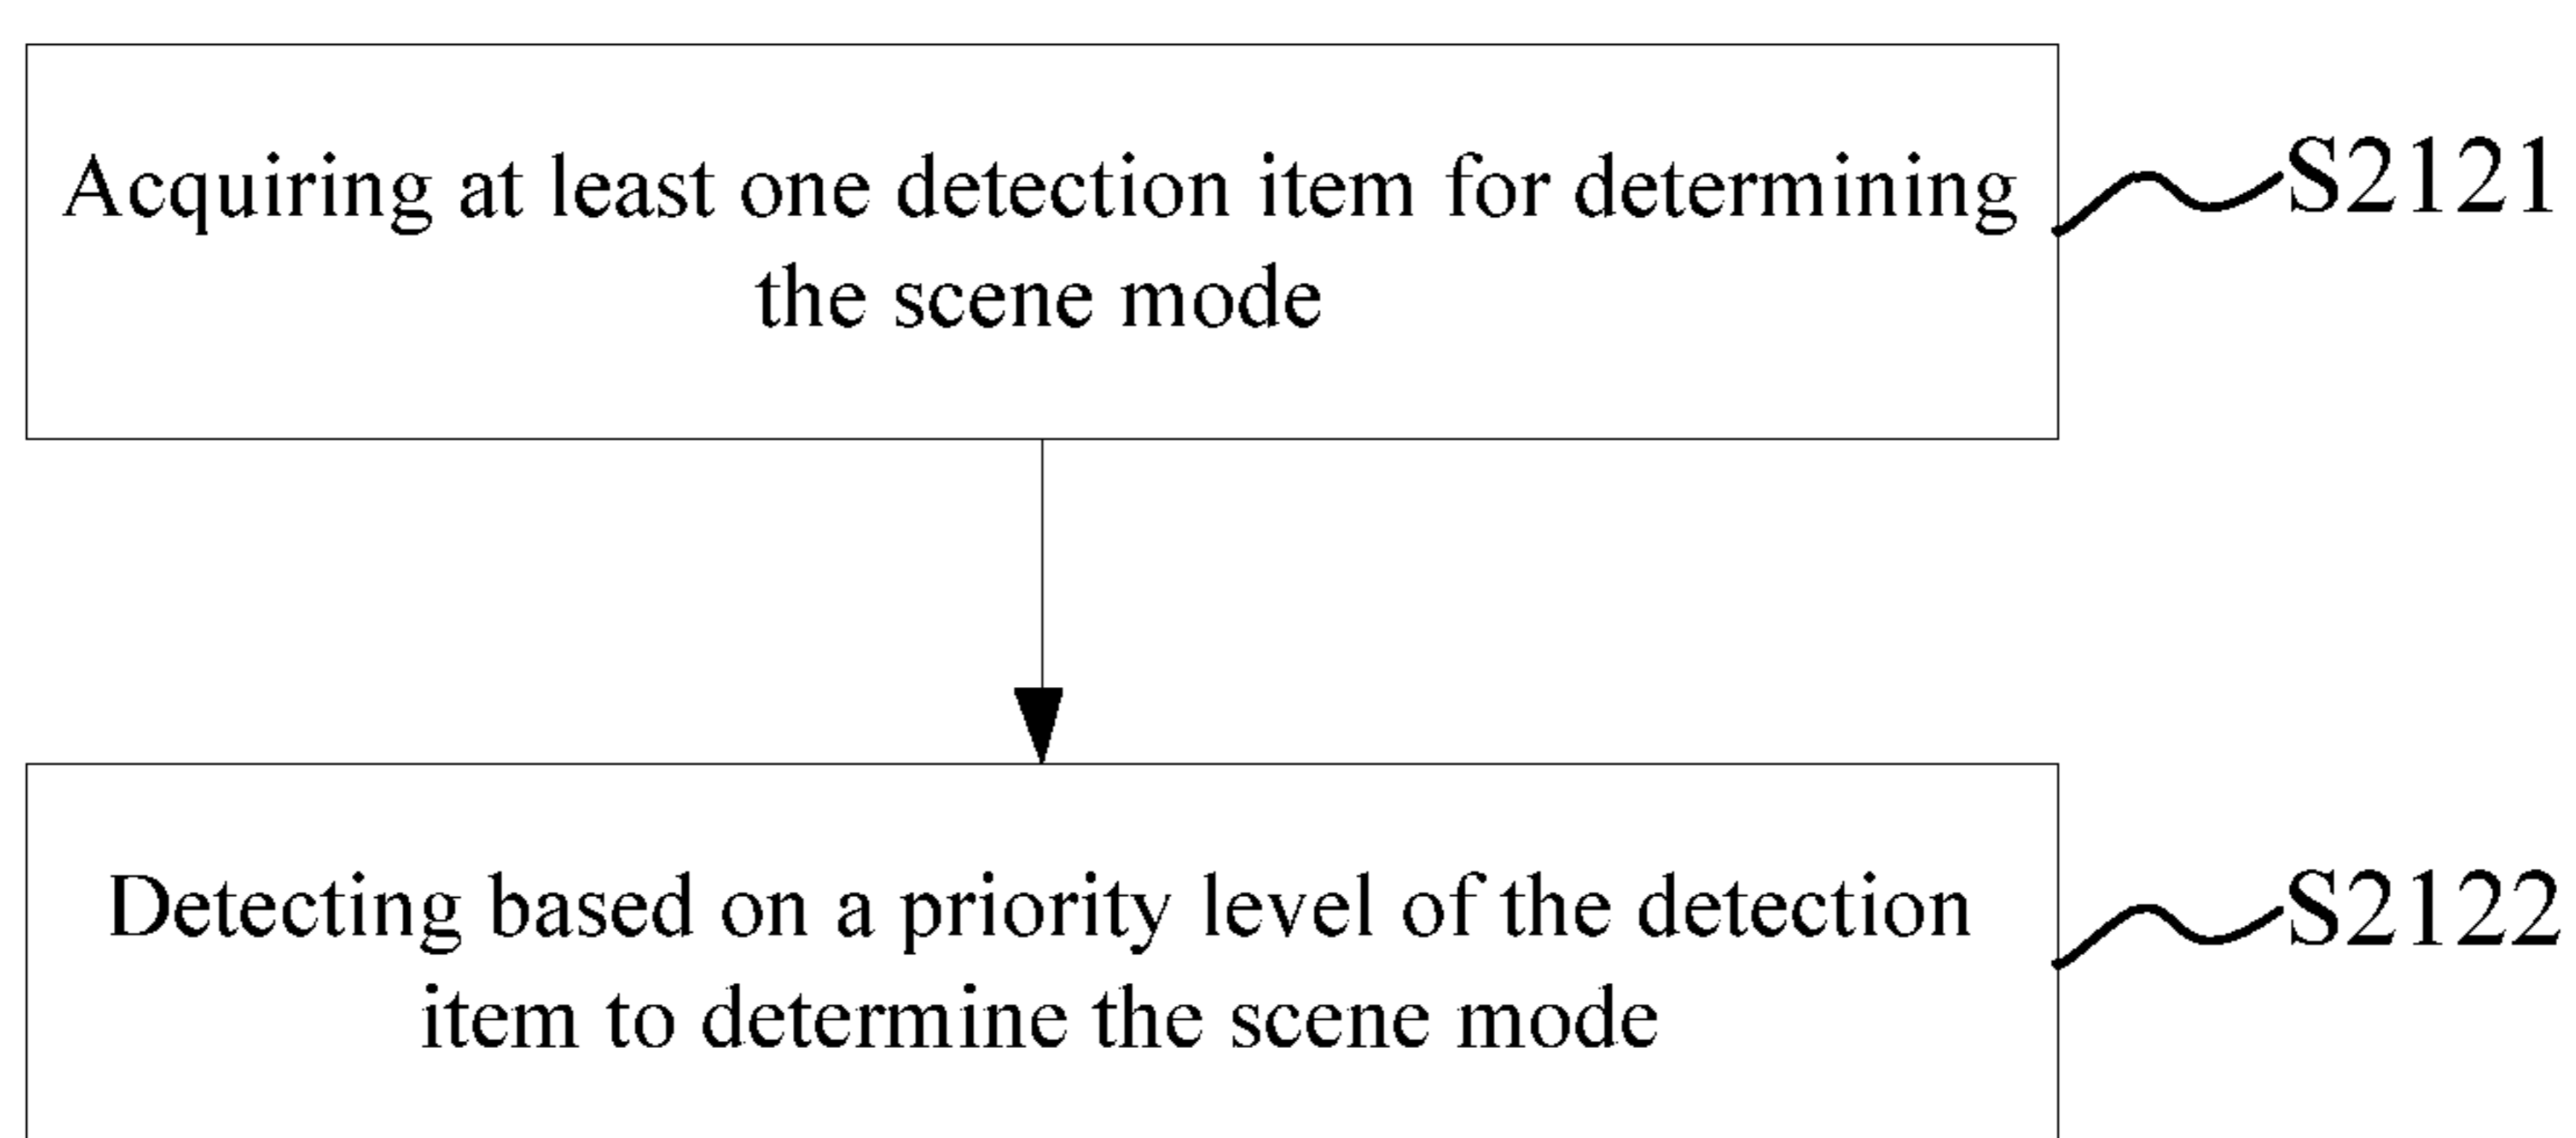 Acquiring at least one detection item for determining
the scene mode
S2121
Detecting based on a priority level of the detection
item to determine the scene mode
S2122